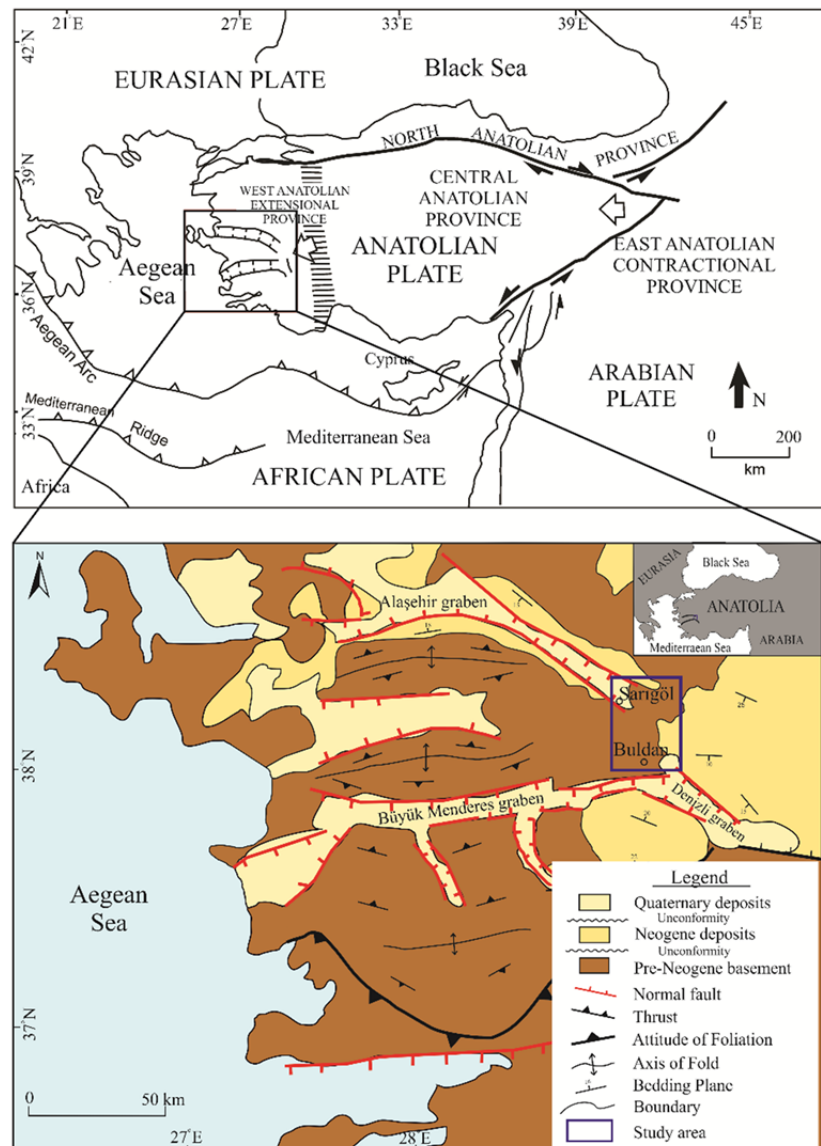 21°E 27°E 33°E 39°E 45°E
42°N
39°N
36°N
33°N
EURASIAN PLATE
Black Sea
NORTH ANATOLIAN PROVINCE
WEST ANATOLIAN
EXTENSIONAL
PROVINCE
CENTRAL
ANATOLIAN
PROVINCE
ANATOLIAN
PLATE
EAST ANATOLIAN
CONTRACTIONAL
PROVINCE
Aegean
Sea
Aegean Arc
Cyprus
ARABIAN
PLATE
Mediterranean
Ridge
Mediterranean Sea
AFRICAN PLATE
Africa
N
0 200
km
N
Alaşehir graben
EURASIA
Black Sea
ANATOLIA
ARABIA
Mediterraean Sea
Sarıgöl
Buldan
38°N
Büyük Menderes graben
Denizli graben
Aegean
Sea
37°N
0 50 km
27°E 28°E
Legend
Quaternary deposits
Unconformity
Neogene deposits
Unconformity
Pre-Neogene basement
Normal fault
Thrust
Attitude of Foliation
Axis of Fold
Bedding Plane
Boundary
Study area